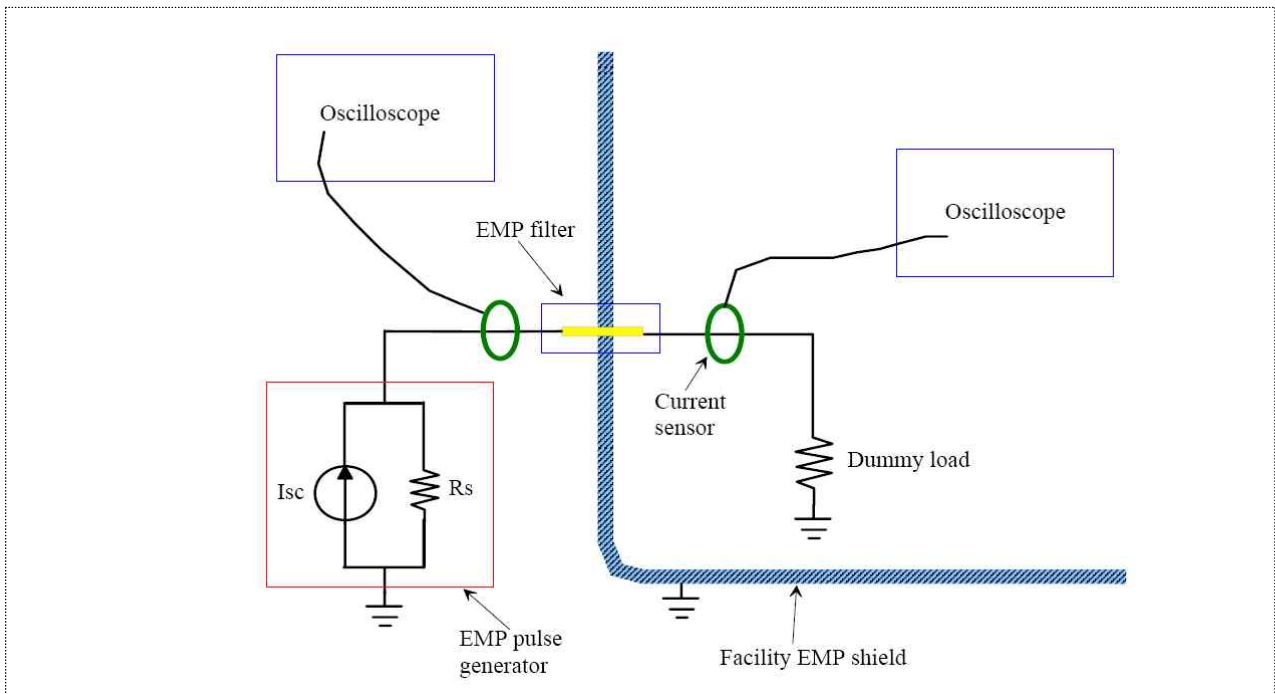 Oscilloscope
Oscilloscope
EMP filter
Current
sensor
Dummy load
Isc
Rs
EMP pulse
generator
Facility EMP shield